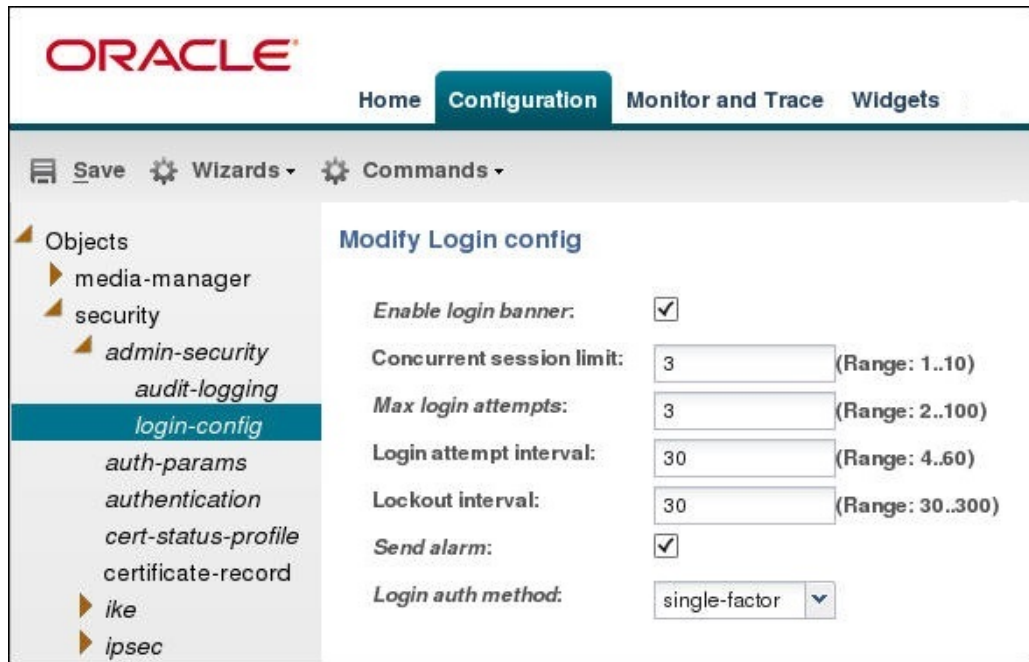 ORACLE
Home Configuration Monitor and Trace Widgets
Save Wizards Commands
Objects
media-manager
security
admin-security
audit-logging
login-config
auth-params
authentication
cert-status-profile
certificate-record
ike
ipsec
Modify Login config
Enable login banner:
Concurrent session limit: 3 (Range: 1..10)
Max login attempts: 3 (Range: 2..100)
Login attempt interval: 30 (Range: 4..60)
Lockout interval: 30 (Range: 30..300)
Send alarm:
Login auth method: single-factor